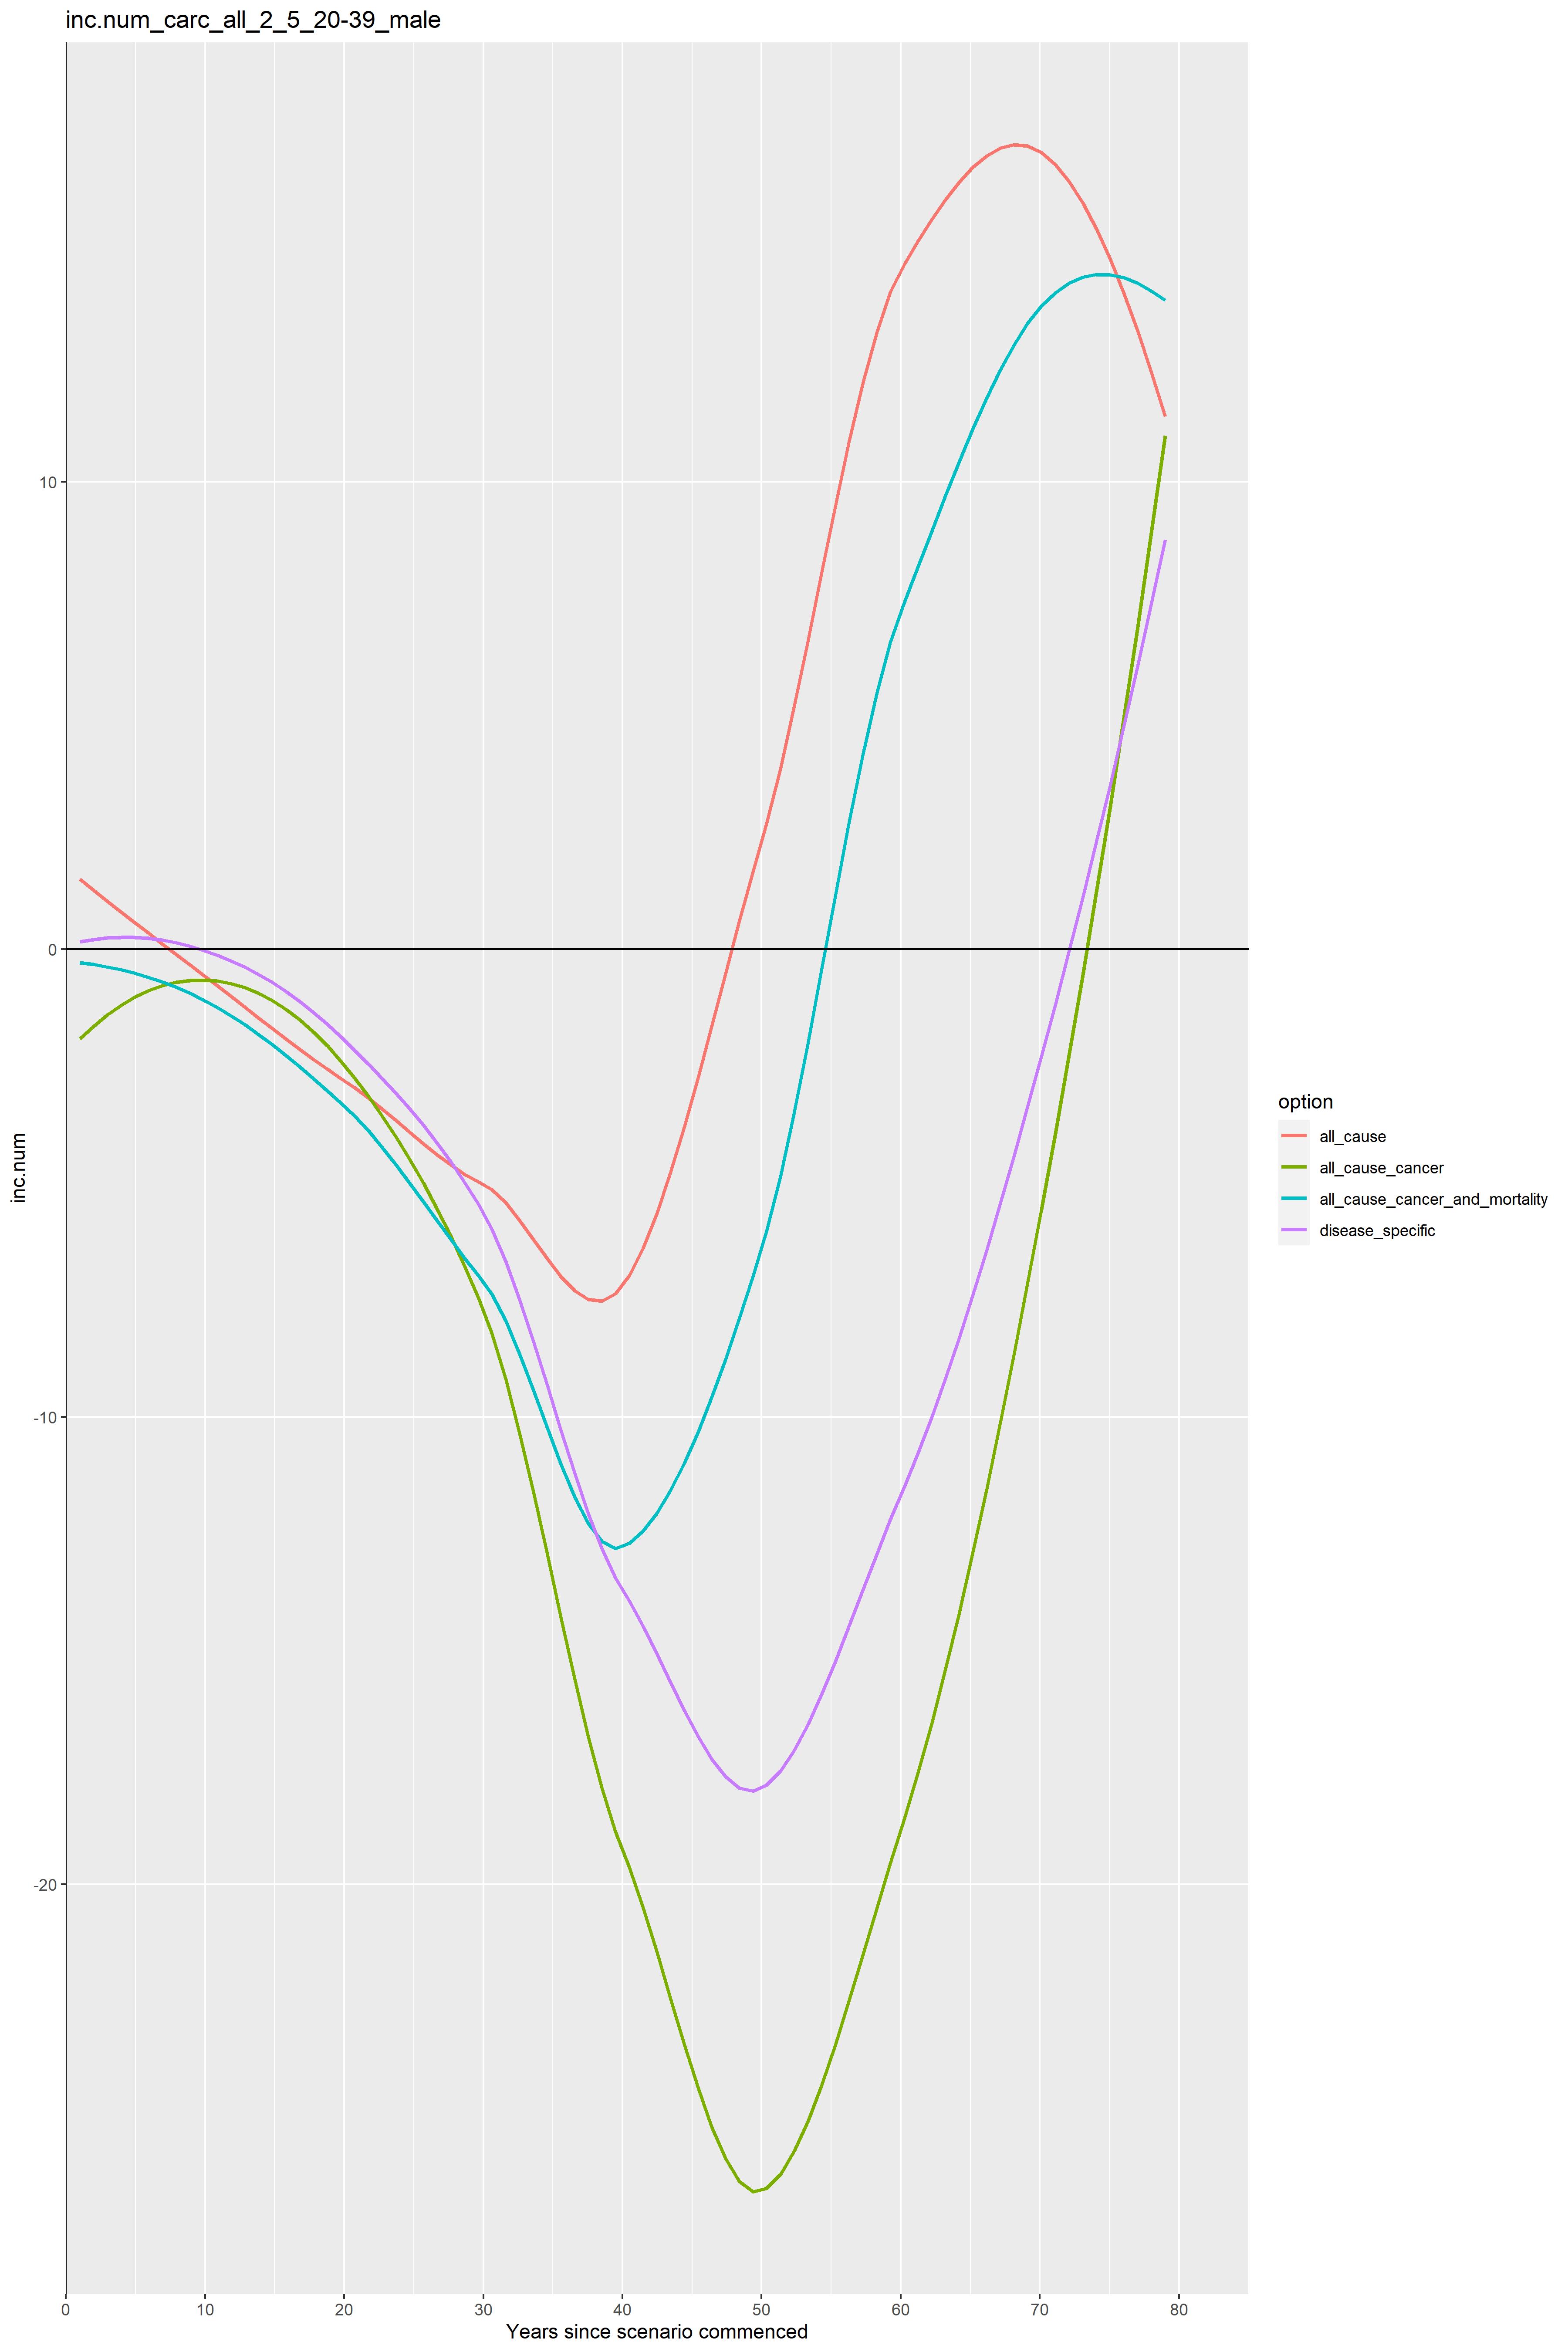 inc.num_carc_all_2_5_20-39_male
10
0
-10
-20
inc.num
0 10 20 30 40 50 60 70 80
Years since scenario commenced
option
all_cause
all_cause_cancer
all_cause_cancer_and_mortality
disease_specific